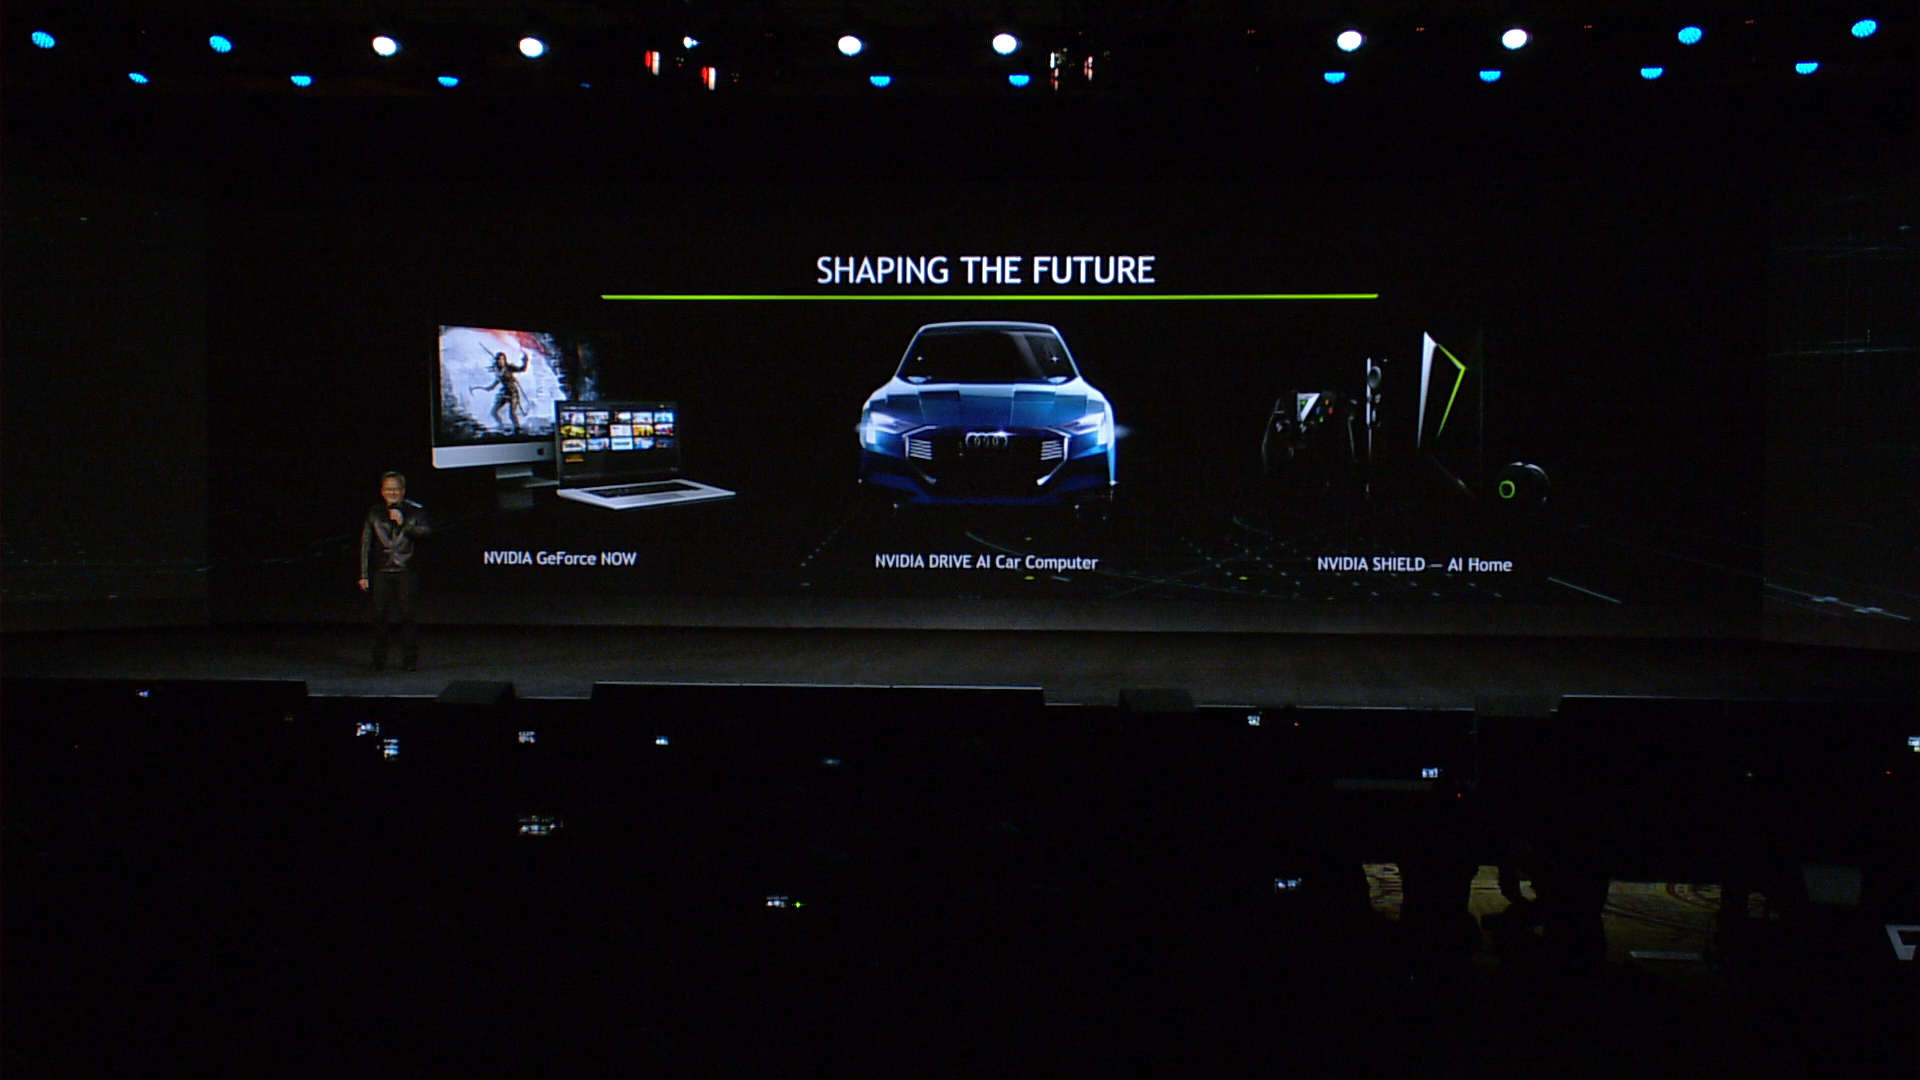 SHAPING THE FUTURE
NVIDIA GeForce NOW
NVIDIA DRIVE AI Car Computer
NVIDIA SHIELD — AI Home